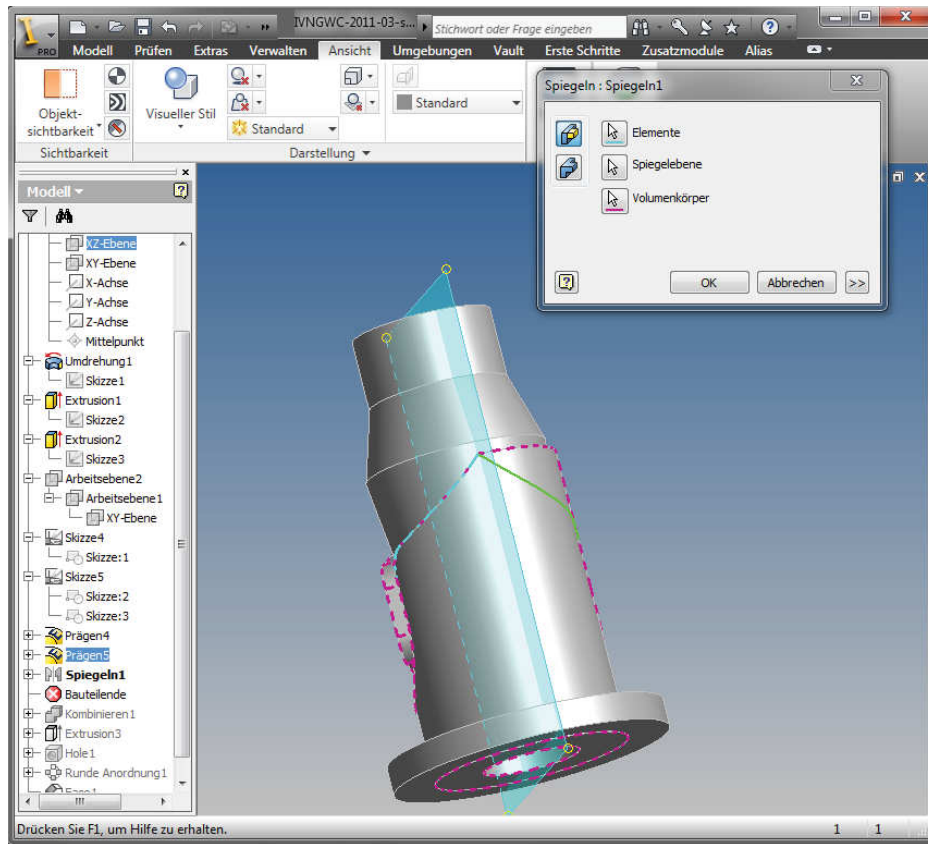 IVNGWC-2011-03-s...
Stichwort oder Frage eingeben
PRO
Modell Prüfen Extras Verwalten Ansicht Umgebungen Vault Erste Schritte Zusatzmodule Alias
Objekt-
sichtbarkeit
Visueller Stil
Standard
Standard
Sichtbarkeit
Darstellung
Spiegeln : Spiegeln1
Elemente
Spiegelebene
Volumenkörper
OK
Abbrechen
>>
Modell
XZ-Ebene
XY-Ebene
X-Achse
Y-Achse
Z-Achse
Mittelpunkt
Umdrehung1
Skizze1
Extrusion1
Skizze2
Extrusion2
Skizze3
Arbeitsebene2
Arbeitsebene1
XY-Ebene
Skizze4
Skizze:1
Skizze5
Skizze:2
Skizze:3
Prägen4
Prägen5
Spiegeln1
Bauteilende
Kombinieren1
Extrusion3
Hole1
Runde Anordnung1
Drücken Sie F1, um Hilfe zu erhalten.
1 1